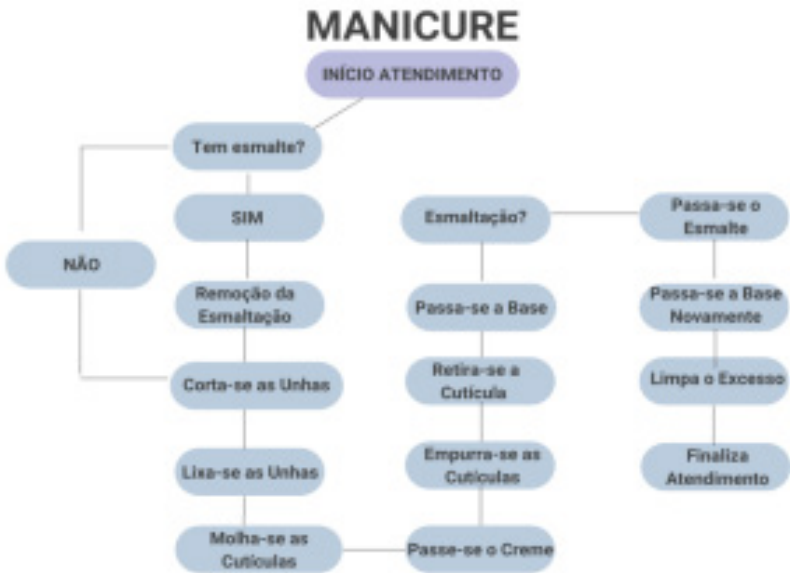 MANICURE
INÍCIO ATENDIMENTO
Tem esmalte?
SIM
NÃO
Remoção da
Esmaltação
Corta-se as Unhas
Lixa-se as Unhas
Molha-se as
Cutículas
Passe-se o Creme
Empurra-se as
Cutículas
Retira-se a
Cutícula
Passa-se a Base
Esmaltação?
Passa-se o
Esmalte
Passa-se a Base
Novamente
Limpa o Excesso
Finaliza
Atendimento